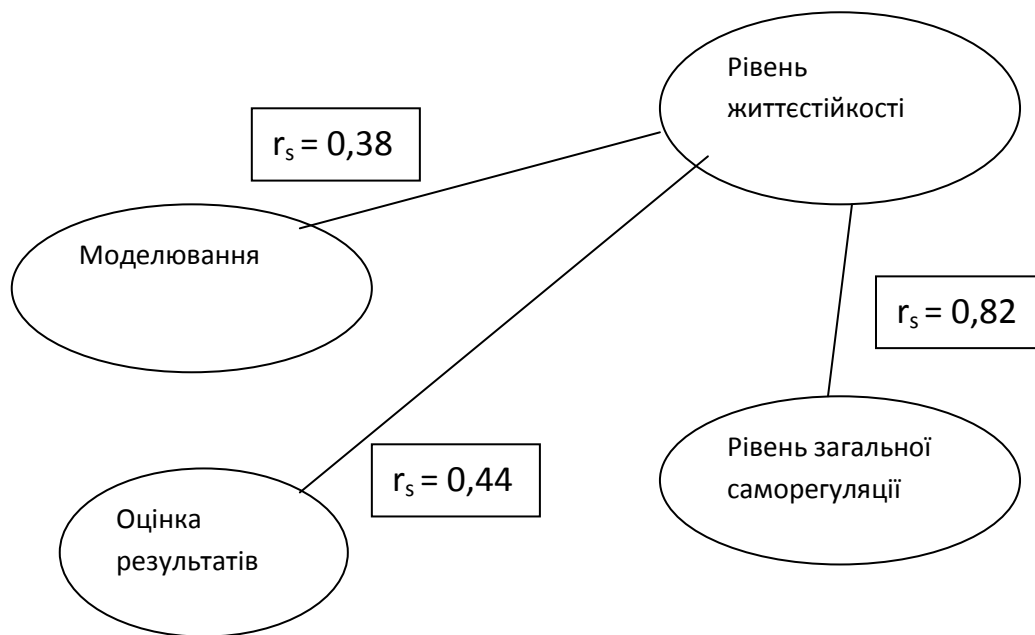 Рівень
життєстійкості
rₛ = 0,38
Моделювання
rₛ = 0,82
Рівень загальної
саморегуляції
rₛ = 0,44
Оцінка
результатів